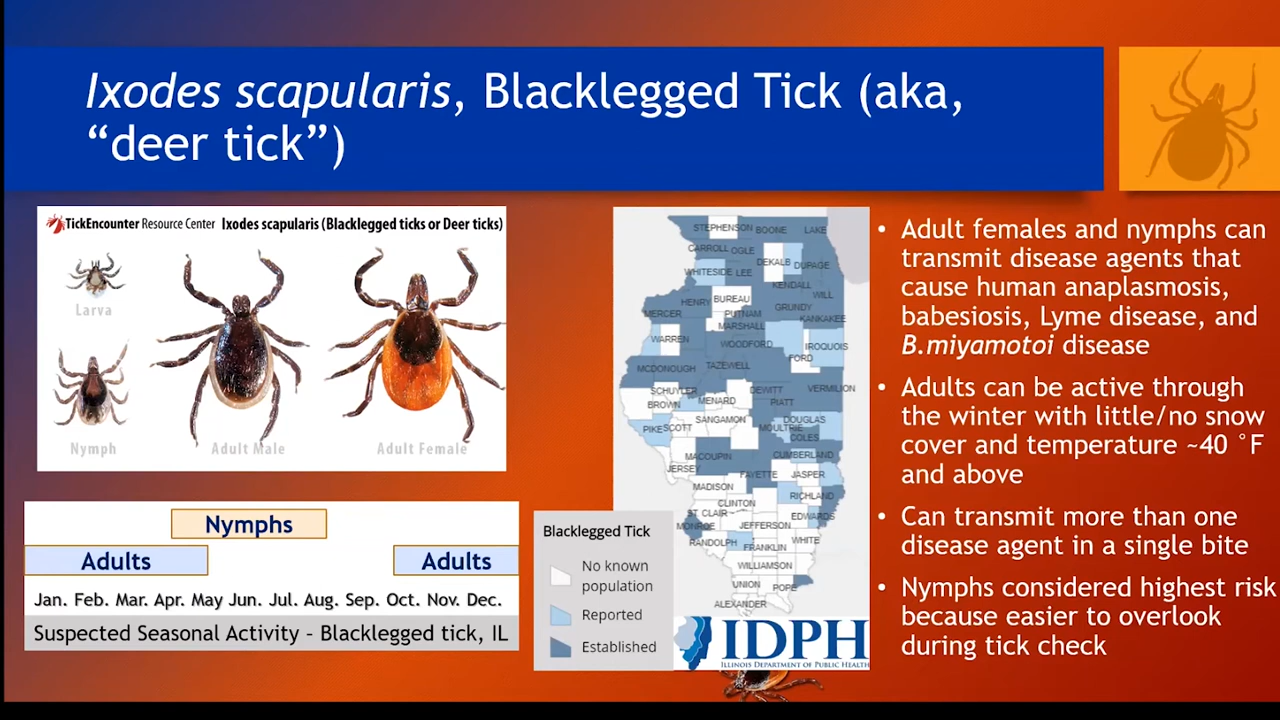 Ixodes scapularis, Blacklegged Tick (aka,
“deer tick”)
TickEncounter Resource Center Ixodes scapularis (Blacklegged ticks or Deer ticks)
Larva
Nymph
Adult Male
Adult Female
Nymphs
Adults
Adults
Jan. Feb. Mar. Apr. May Jun. Jul. Aug. Sep. Oct. Nov. Dec.
Suspected Seasonal Activity – Blacklegged tick, IL
STEPHENSON
BOONE
LAKE
CARROLL
OGLE
DEKALB
DUPAGE
WHITESIDE
LEE
KENDALL
WILL
HENRY
BUREAU
GRUNDY
MERCER
PUTNAM
KANKAKEE
MARSHALL
WARREN
WOODFORD
IROQUOIS
FORD
MCDONOUGH
TAZEWELL
SCHUYLER
DEWITT
VERMILION
BROWN
MENARD
PIATT
PIKE
SCOTT
SANGAMON
DOUGLAS
MOULTRIE
COLES
MACOUPIN
CUMBERLAND
JERSEY
FAYETTE
JASPER
MADISON
RICHLAND
CLINTON
ST CLAIR
EDWARDS
MONROE
JEFFERSON
RANDOLPH
WHITE
FRANKLIN
WILLIAMSON
UNION
POPE
ALEXANDER
Blacklegged Tick
No known
population
Reported
Established
IDPH
ILLINOIS DEPARTMENT OF PUBLIC HEALTH
• Adult females and nymphs can
transmit disease agents that
cause human anaplasmosis,
babesiosis, Lyme disease, and
B.miyamotoi disease
• Adults can be active through
the winter with little/no snow
cover and temperature ~40 °F
and above
• Can transmit more than one
disease agent in a single bite
• Nymphs considered highest risk
because easier to overlook
during tick check